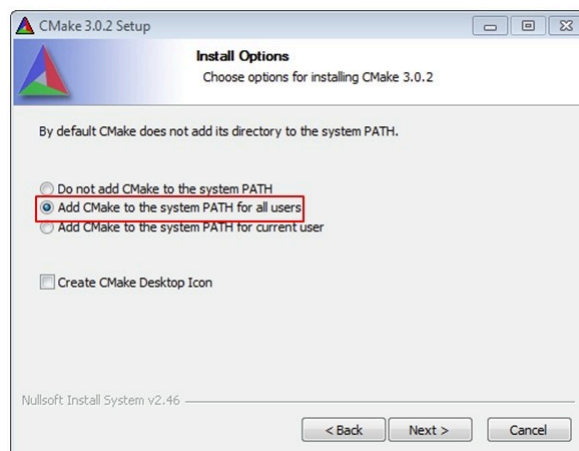 CMake 3.0.2 Setup
Install Options
Choose options for installing CMake 3.0.2
By default CMake does not add its directory to the system PATH.
Do not add CMake to the system PATH
Add CMake to the system PATH for all users
Add CMake to the system PATH for current user
Create CMake Desktop Icon
Nullsoft Install System v2.46
< Back Next > Cancel